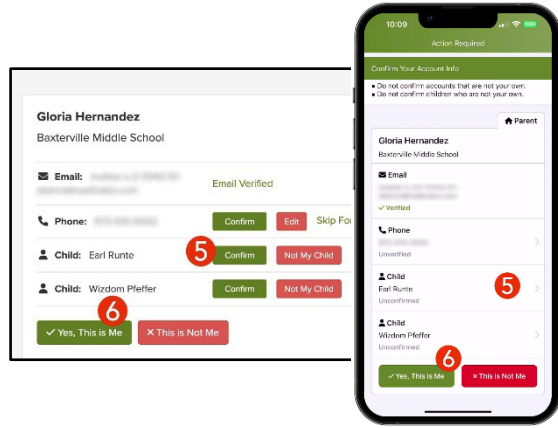 Gloria Hernandez
Baxterville Middle School
Email:
Email Verified
Phone:
Confirm
Edit
Skip For
Child: Earl Runte
5
Confirm
Not My Child
Child: Wizdom Pfeffer
Confirm
Not My Child
6
✓ Yes, This is Me
× This is Not Me
10:09
Action Required
Confirm Your Account Info
• Do not confirm accounts that are not your own.
• Do not confirm children who are not your own.
Parent
Gloria Hernandez
Baxterville Middle School
Email
✓ Verified
Phone
Unverified
Child
Earl Runte
5
Unconfirmed
Child
Wizdom Pfeffer
Unconfirmed
6
✓ Yes, This is Me
× This is Not Me